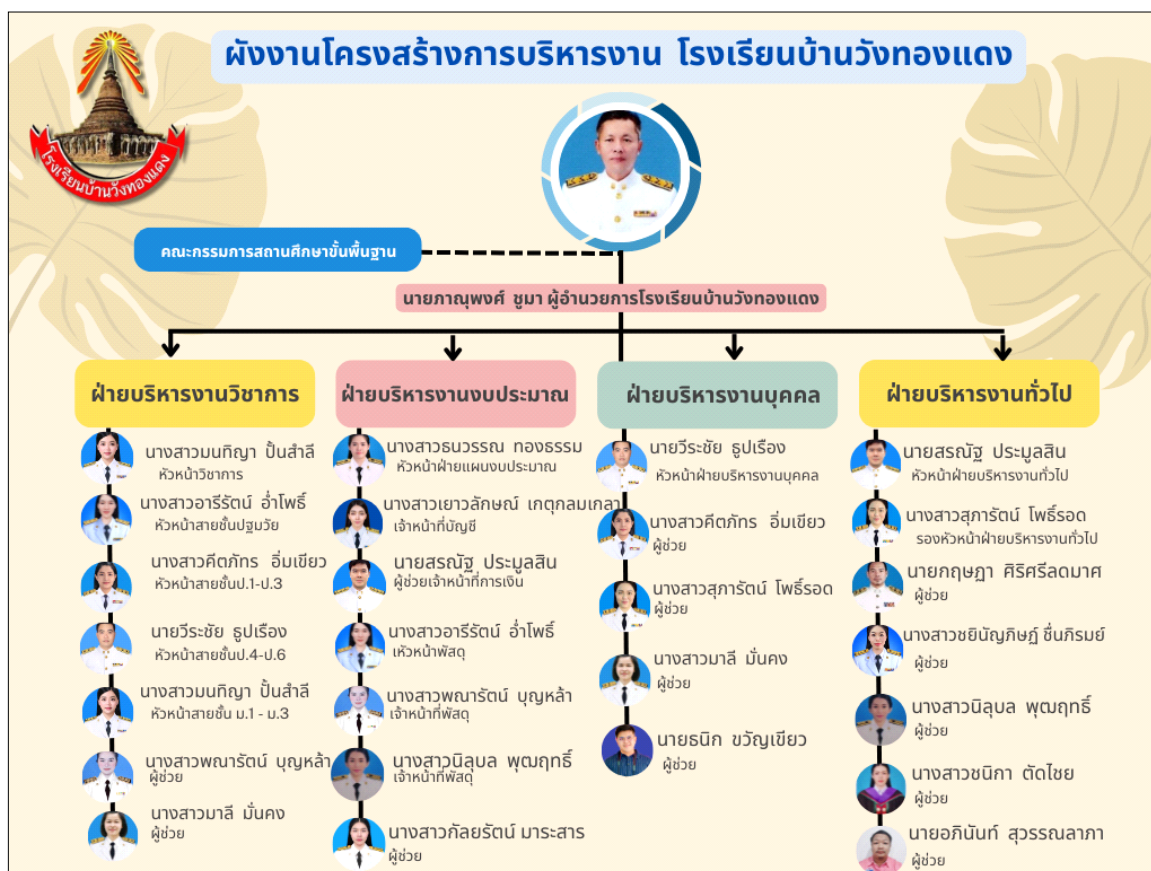 ผังงานโครงสร้างการบริหารงาน โรงเรียนบ้านวังทองแดง
โรงเรียนบ้านวังทองแดง
คณะกรรมการสถานศึกษาขั้นพื้นฐาน
นายภาณุพงศ์ ชูมา ผู้อำนวยการโรงเรียนบ้านวังทองแดง
ฝ่ายบริหารงานวิชาการ
นางสาวมนทิญา ปั้นสำลี
หัวหน้าวิชาการ
นางสาวอารีรัตน์ อ่ำโพธิ์
หัวหน้าสายชั้นปฐมวัย
นางสาวคีตภัทร อิ่มเขียว
หัวหน้าสายชั้นป.1-ป.3
นายวีระชัย ธูปเรือง
หัวหน้าสายชั้นป.4-ป.6
นางสาวมนทิญา ปั้นสำลี
หัวหน้าสายชั้น ม.1 - ม.3
นางสาวพณารัตน์ บุญหล้า
ผู้ช่วย
นางสาวมาลี มั่นคง
ผู้ช่วย
ฝ่ายบริหารงานงบประมาณ
นางสาวธนวรรณ ทองธรรม
หัวหน้าฝ่ายแผนงบประมาณ
นางสาวเยาวลักษณ์ เกตุกลมเกลา
เจ้าหน้าที่บัญชี
นายสรณัฐ ประมูลสิน
ผู้ช่วยเจ้าหน้าที่การเงิน
นางสาวอารีรัตน์ อ่ำโพธิ์
เหัวหน้าพัสดุ
นางสาวพณารัตน์ บุญหล้า
เจ้าหน้าที่พัสดุ
นางสาวนิลุบล พุฒฤทธิ์
เจ้าหน้าที่พัสดุ
นางสาวกัลยรัตน์ มาระสาร
ผู้ช่วย
ฝ่ายบริหารงานบุคคล
นายวีระชัย ธูปเรือง
หัวหน้าฝ่ายบริหารงานบุคคล
นางสาวคีตภัทร อิ่มเขียว
ผู้ช่วย
นางสาวสุภารัตน์ โพธิ์รอด
ผู้ช่วย
นางสาวมาลี มั่นคง
ผู้ช่วย
นายธนิก ขวัญเขียว
ผู้ช่วย
ฝ่ายบริหารงานทั่วไป
นายสรณัฐ ประมูลสิน
หัวหน้าฝ่ายบริหารงานทั่วไป
นางสาวสุภารัตน์ โพธิ์รอด
รองหัวหน้าฝ่ายบริหารงานทั่วไป
นายกฤษฎา ศิริศรีลดมาศ
ผู้ช่วย
นางสาวชยินัญภิษฎ์ ชื่นภิรมย์
ผู้ช่วย
นางสาวนิลุบล พุฒฤทธิ์
ผู้ช่วย
นางสาวชนิกา ตัดไชย
ผู้ช่วย
นายอภินันท์ สุวรรณลาภา
ผู้ช่วย